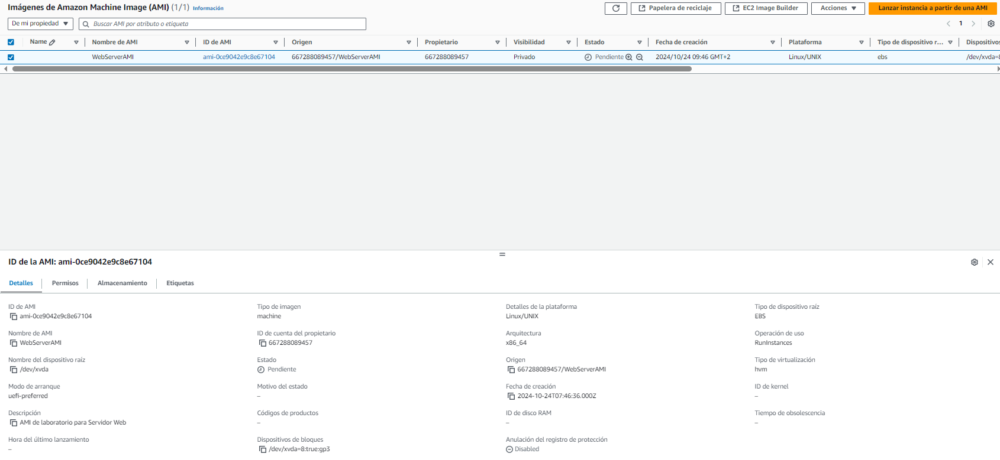 Imágenes de Amazon Machine Image (AMI) (1/1) Información
Papelera de reciclaje
EC2 Image Builder
Acciones
Lanzar instancia a partir de una AMI
De mi propiedad
Buscar AMI por atributo o etiqueta
1
Name Nombre de AMI ID de AMI Origen Propietario Visibilidad Estado Fecha de creación Plataforma Tipo de dispositivo r... Dispositivos
WebServerAMI ami-0ce9042e9c8e67104 667288089457/WebServerAMI 667288089457 Privado Pendiente 2024/10/24 09:46 GMT+2 Linux/UNIX ebs /dev/xvda=8
ID de la AMI: ami-0ce9042e9c8e67104
Detalles Permisos Almacenamiento Etiquetas
ID de AMI Tipo de imagen Detalles de la plataforma Tipo de dispositivo raíz
ami-0ce9042e9c8e67104 machine Linux/UNIX EBS
Nombre de AMI ID de cuenta del propietario Arquitectura Operación de uso
WebServerAMI 667288089457 x86_64 RunInstances
Nombre del dispositivo raíz Estado Origen Tipo de virtualización
/dev/xvda Pendiente 667288089457/WebServerAMI hvm
Modo de arranque Motivo del estado Fecha de creación ID de kernel
uefi-preferred – 2024-10-24T07:46:36.000Z –
Descripción Códigos de productos ID de disco RAM Tiempo de obsolescencia
AMI de laboratorio para Servidor Web – – –
Hora del último lanzamiento Dispositivos de bloques Anulación del registro de protección
– /dev/xvda=8:true:gp3 Disabled